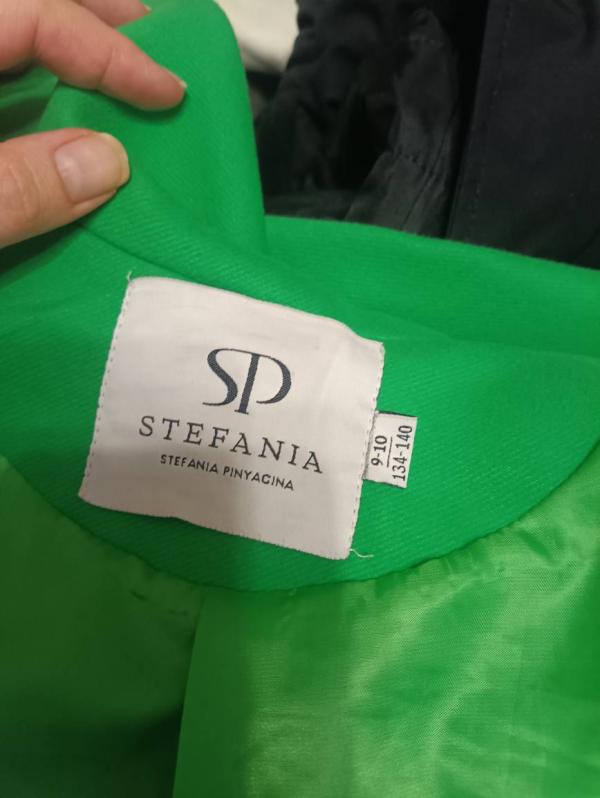 SP
STEFANIA
STEFANIA PINYAGINA
9-10
134-140